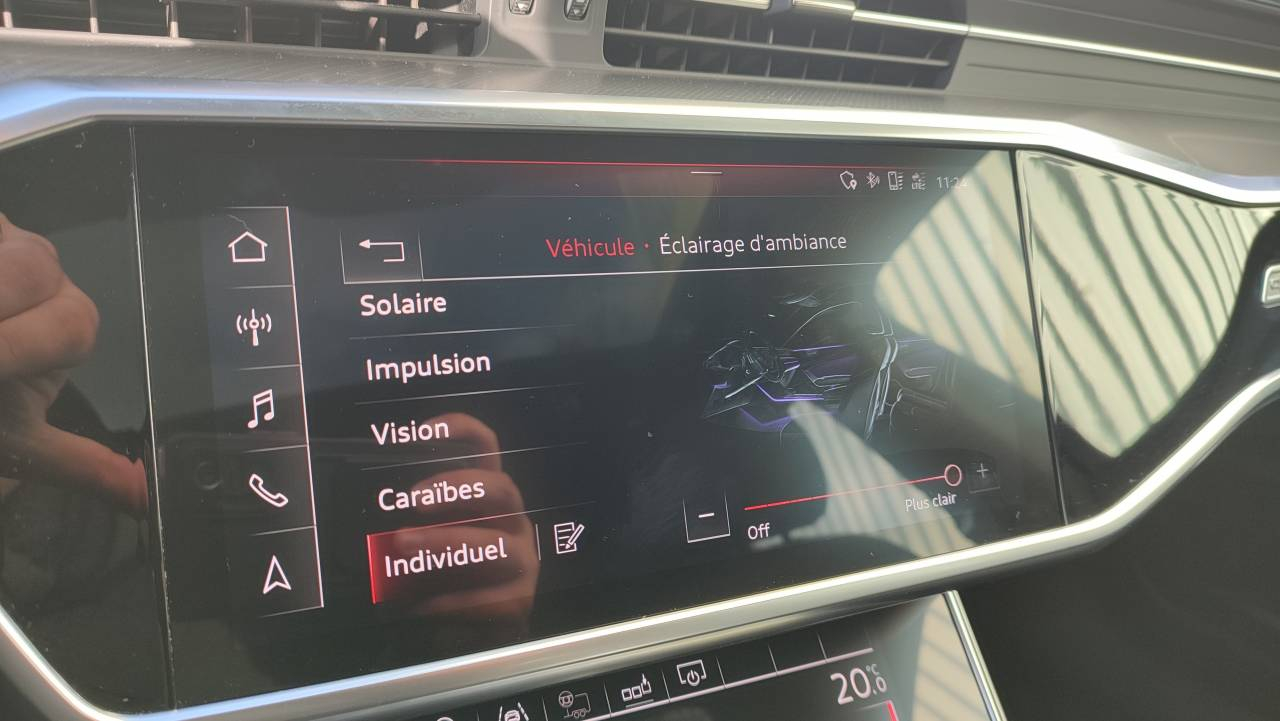 11:24
Véhicule · Éclairage d'ambiance
Solaire
Impulsion
Vision
Caraïbes
Individuel
Off
Plus clair
20.0°C